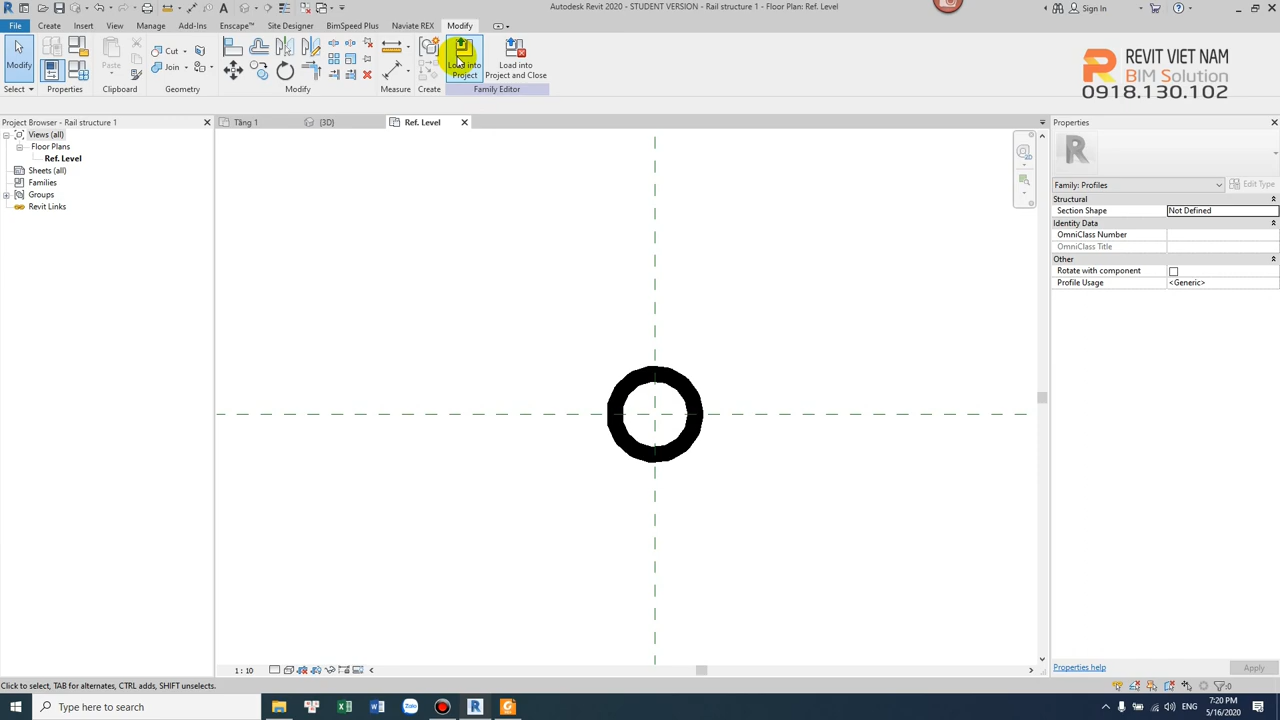 Autodesk Revit 2020 - STUDENT VERSION - Rail structure 1 - Floor Plan: Ref. Level
Sign In
File Create Insert View Manage Add-Ins Enscape™ Site Designer BimSpeed Plus Naviate REX Modify
Modify Paste Cut Join Load into Project Load into Project and Close
Select Properties Clipboard Geometry Modify Measure Create Family Editor
REVIT VIET NAM
BIM Solution
0918.130.102
Project Browser - Rail structure 1
Tầng 1 {3D} Ref. Level
Properties
Views (all)
Floor Plans
Ref. Level
Sheets (all)
Families
Groups
Revit Links
2D
R
Family: Profiles Edit Type
Structural
Section Shape Not Defined
Identity Data
OmniClass Number
OmniClass Title
Other
Rotate with component
Profile Usage <Generic>
Properties help Apply
1 : 10
Click to select, TAB for alternates, CTRL adds, SHIFT unselects.
:0
Type here to search
Zalo
ENG
7:20 PM
5/16/2020